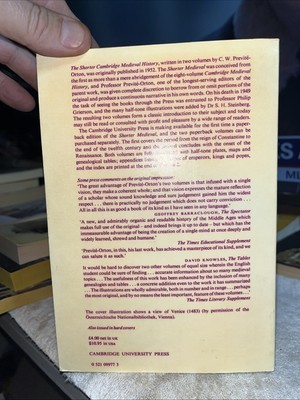 The Shorter Cambridge Medieval History, written in two volumes by C. W. Previté-
Orton, was originally published in 1952. The Shorter Medieval was conceived from
the first as more than a mere abridgement of the eight-volume Cambridge Medieval
History, and Professor Previté-Orton, one of the longest-serving editors of the
parent work, was given complete discretion to borrow from or omit portions of the
original and produce a continuous narrative in his own words. On his death in 1949
the task of seeing the books through the Press was entrusted to Professor Philip
Grierson, and the many half-tone illustrations were added by Dr S. H. Steinberg.
The resulting two volumes form a classic introduction to their subject and today
may still be read or consulted with profit and pleasure by a wide range of readers.
The Cambridge University Press is making available for the first time a paper-
back edition of the Shorter Medieval, and the two paperback volumes can be
purchased separately. The first covers the period from the reign of Constantine to
the end of the twelfth century and the second concludes with the onset of the
Renaissance. Both volumes are full with half-tone plates, maps and
genealogical tables; appendices of emperors, kings and popes,
and the index are printed at the end of
Some press comments on the original impression:
'The great advantage of Previté-Orton's two volumes is that infused with a single
vision, they make a coherent whole; and that vision expresses the mature reflection
of a scholar whose sound knowledge and sure judgement gained him the widest
respect . . . there is practically no judgement which does not carry conviction . . .
All in all this is as good a book of its kind as I have seen in any language.'
GEOFFREY BARRACLOUGH, The Spectator
'A new, and admirably organic and readable history of the Middle Ages
makes full use of the original - and indeed brings it up to date - but which has the
immeasurable advantage of being the creation of a single mind at once deeply and
widely learned, shrewd and humane.'
The Times Educational Supplement
'Previté-Orton, in this, his last work, has achieved a masterpiece of its kind, and we
can equally see such.'
DAVID KNOWLES, The Tablet
'It would be hard to discover two other volumes of equal size wherein the English
student could be sure of finding . . . accurate information about so many medieval
topics . . . The usefulness of this work has been enhanced by the inclusion of many
genealogies and tables - a concrete addition even to the work it has summarized
. . . The illustrations are wholly admirable, both in number and in range . . . perhaps
the most original, and by no means the least important, feature of these volumes . . .'
The Times Literary Supplement
The cover illustration shows a view of Venice (1483) (by permission of the
Österreichische Nationalbibliothek, Vienna).
Also issued in hard covers
£4.00 net in UK
$10.95 in USA
CAMBRIDGE UNIVERSITY PRESS
0 521 09977 3